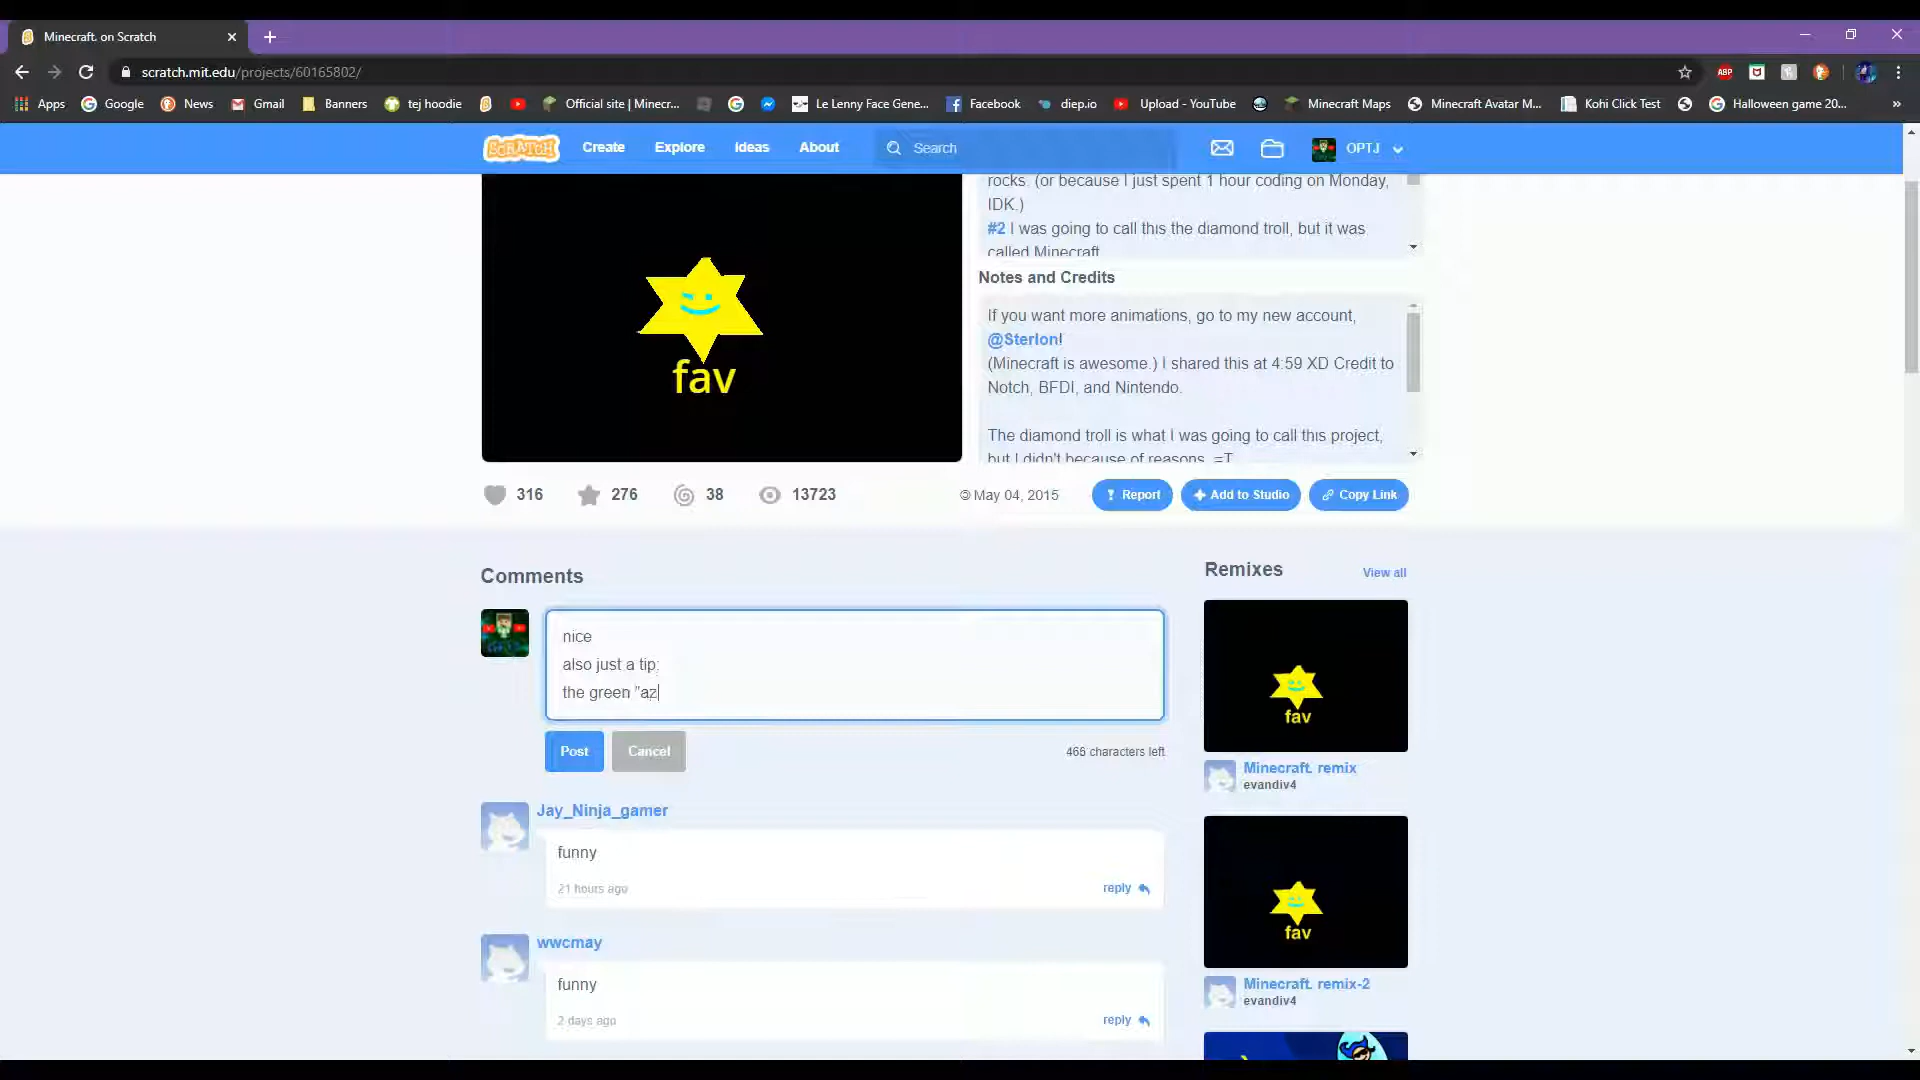 Minecraft. on Scratch
scratch.mit.edu/projects/60165802/
ABP
Apps
Google
News
Gmail
Banners
tej hoodie
Official site | Minecr...
Le Lenny Face Gene...
Facebook
diep.io
Upload - YouTube
Minecraft Maps
Minecraft Avatar M...
Kohi Click Test
Halloween game 20...
»
SCRATCH
Create
Explore
Ideas
About
Search
OPTJ
rocks. (or because I just spent 1 hour coding on Monday,
IDK.)
#2 I was going to call this the diamond troll, but it was
called Minecraft
fav
Notes and Credits
If you want more animations, go to my new account,
@Sterlon!
(Minecraft is awesome.) I shared this at 4:59 XD Credit to
Notch, BFDI, and Nintendo.
The diamond troll is what I was going to call this project,
but I didn't because of reasons. =T
316
276
38
13723
© May 04, 2015
Report
Add to Studio
Copy Link
Comments
nice
also just a tip:
the green "az
Post
Cancel
466 characters left
Jay_Ninja_gamer
funny
21 hours ago
reply
wwcmay
funny
2 days ago
reply
Remixes
View all
fav
Minecraft. remix
evandiv4
fav
Minecraft. remix-2
evandiv4